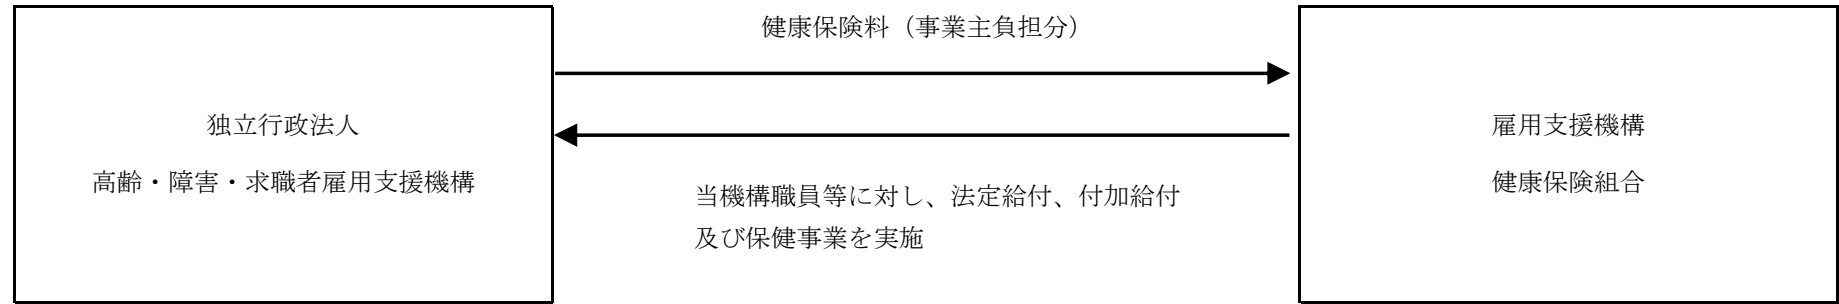 健康保険料（事業主負担分）
独立行政法人
高齢・障害・求職者雇用支援機構
当機構職員等に対し、法定給付、付加給付
及び保健事業を実施
雇用支援機構
健康保険組合